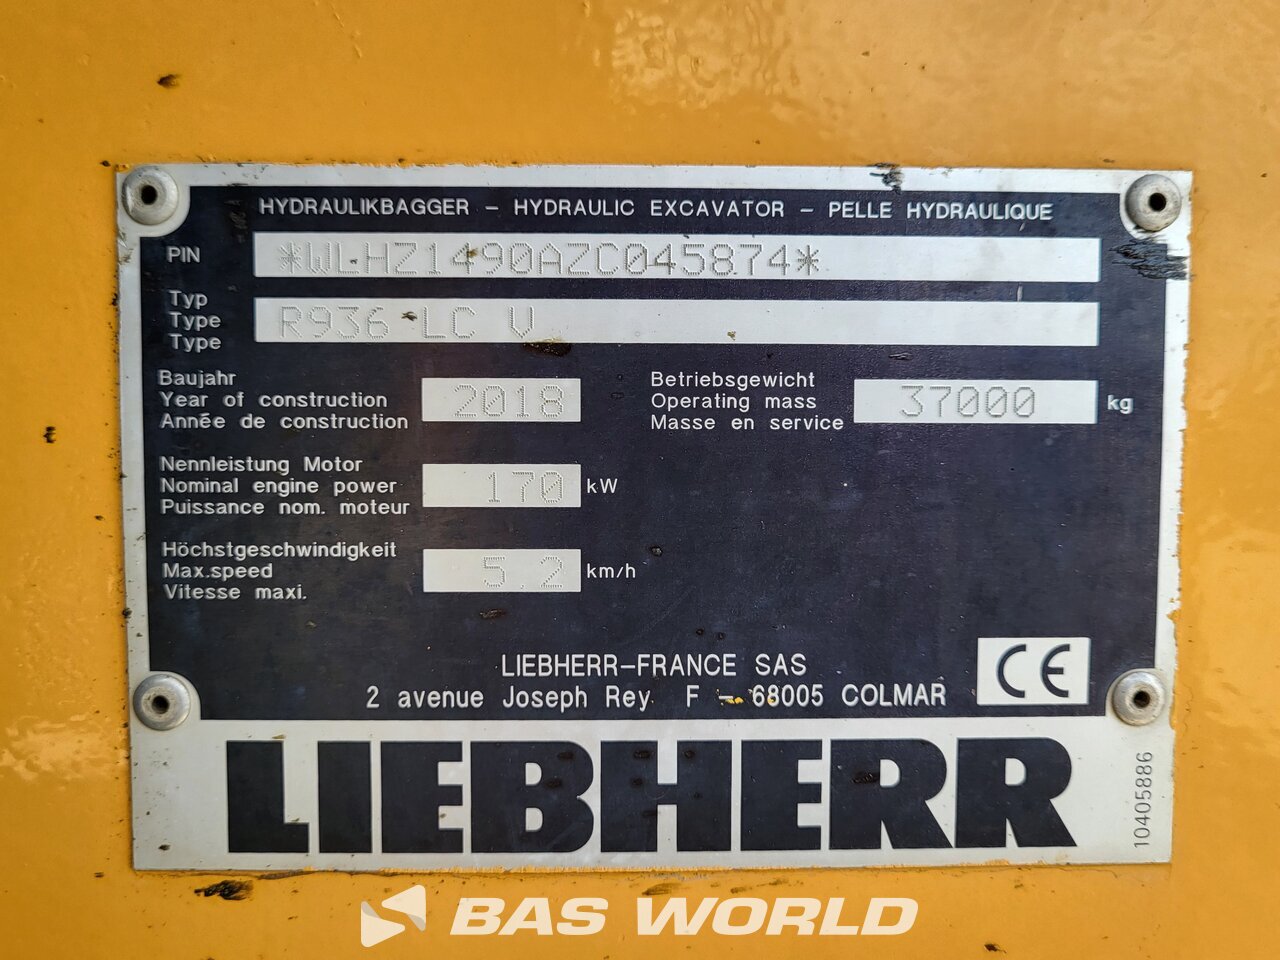 HYDRAULIKBAGGER - HYDRAULIC EXCAVATOR - PELLE HYDRAULIQUE
PIN *WLHZ1490AZC045874*
Typ
Type R936 LC V
Type
Baujahr
Year of construction 2018
Année de construction
Betriebsgewicht
Operating mass 37000 kg
Masse en service
Nennleistung Motor
Nominal engine power 170 kW
Puissance nom. moteur
Höchstgeschwindigkeit
Max.speed 5.2 km/h
Vitesse maxi.
LIEBHERR-FRANCE SAS
2 avenue Joseph Rey F - 68005 COLMAR
CE
LIEBHERR
10405886
BAS WORLD